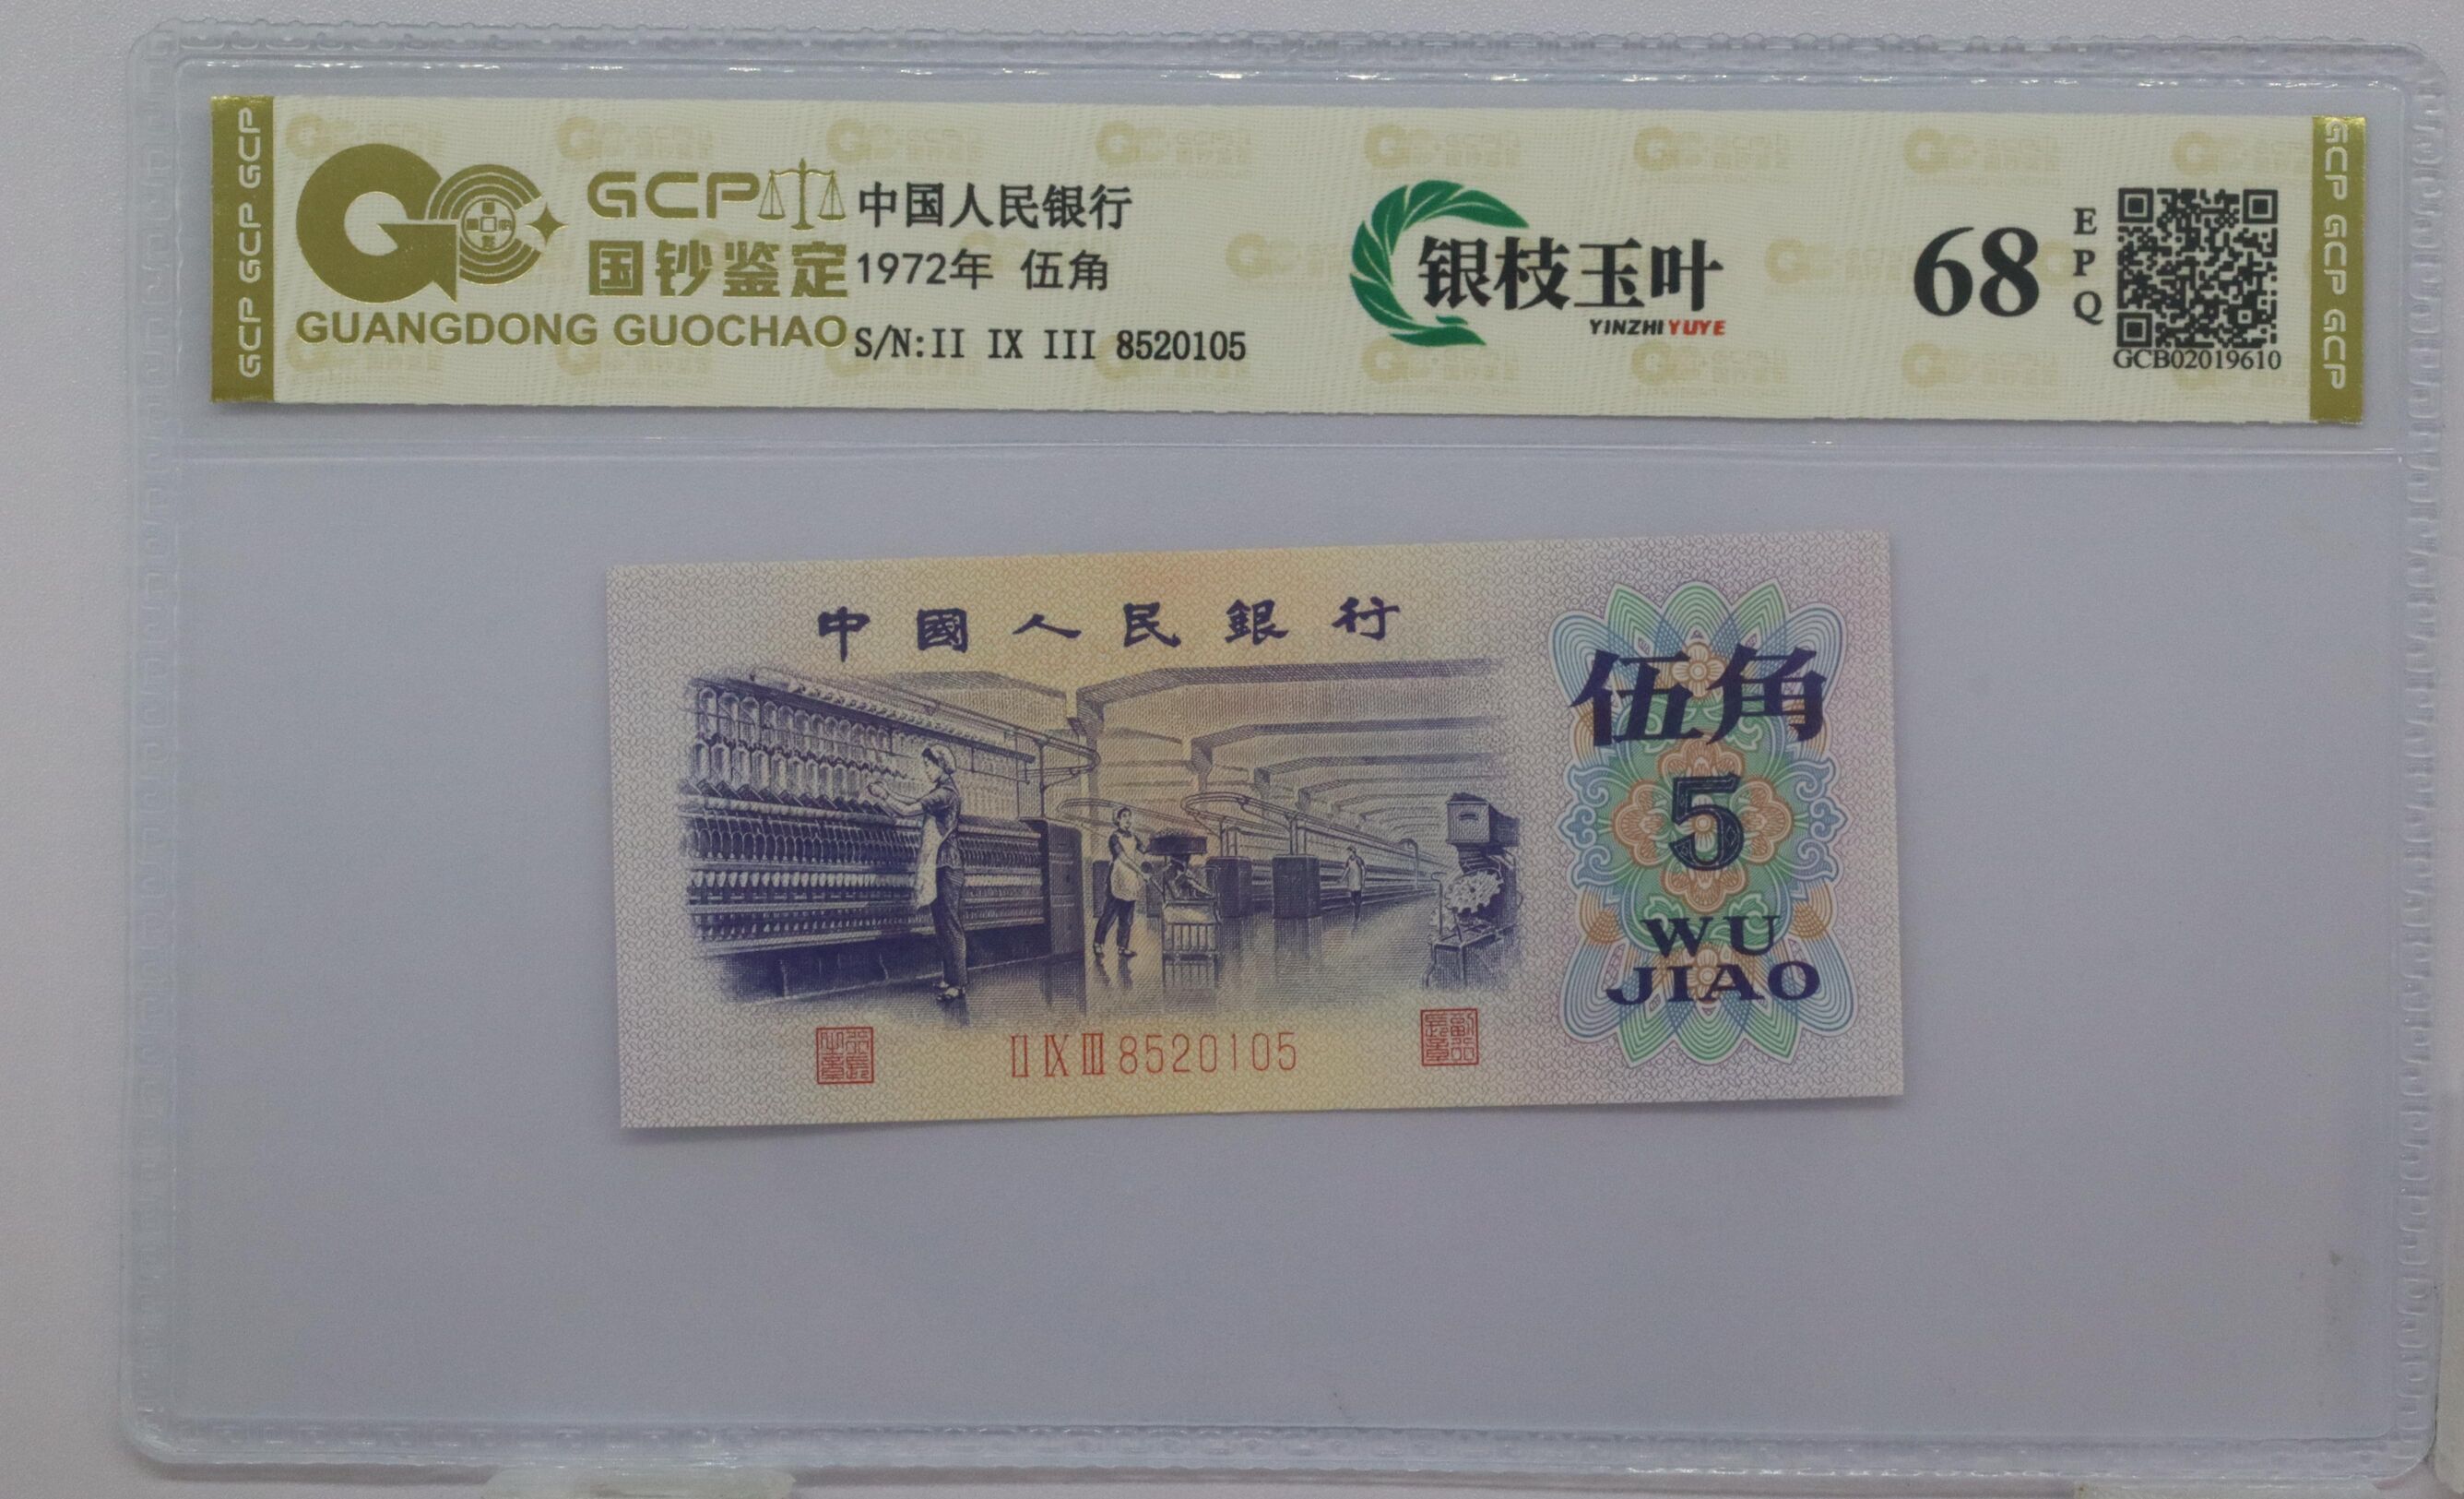 GCP GCP GCP
GCP
国钞鉴定
GUANGDONG GUOCHAO
中国人民银行
1972年 伍角
S/N:II IX III 8520105
银枝玉叶
YINZHIYUYE
68
EPQ
GCB02019610
GCP GCP GCP
中國人民銀行
伍角
5
WU
JIAO
II IX III 8520105